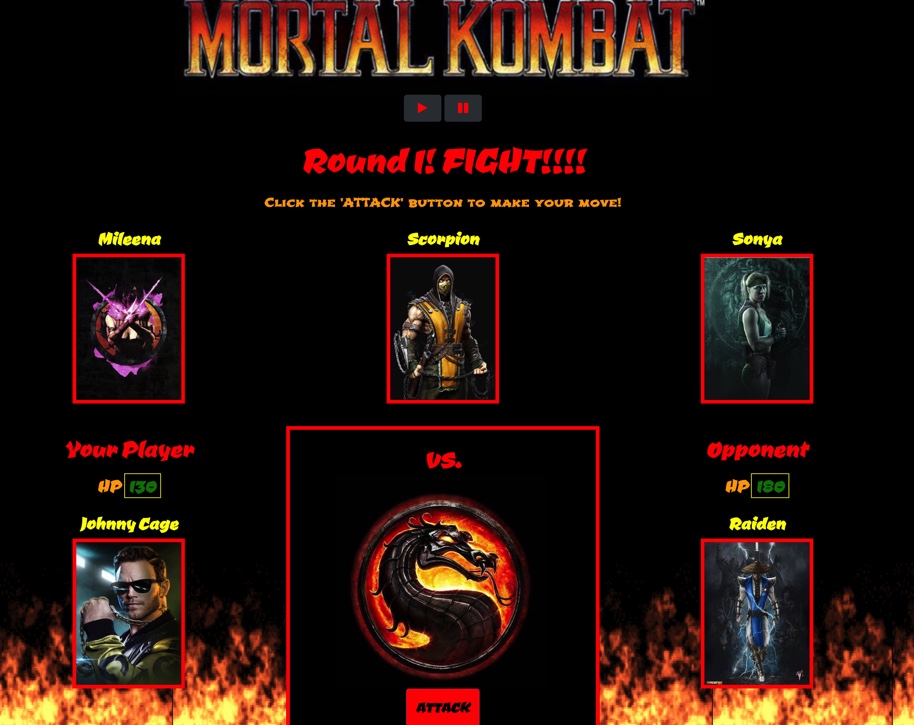 MORTAL KOMBAT™
Round 1! FIGHT!!!!
Click the 'ATTACK' button to make your move!
Mileena
Scorpion
Sonya
Your Player
HP 130
Johnny Cage
vs.
ATTACK
Opponent
HP 180
Raiden